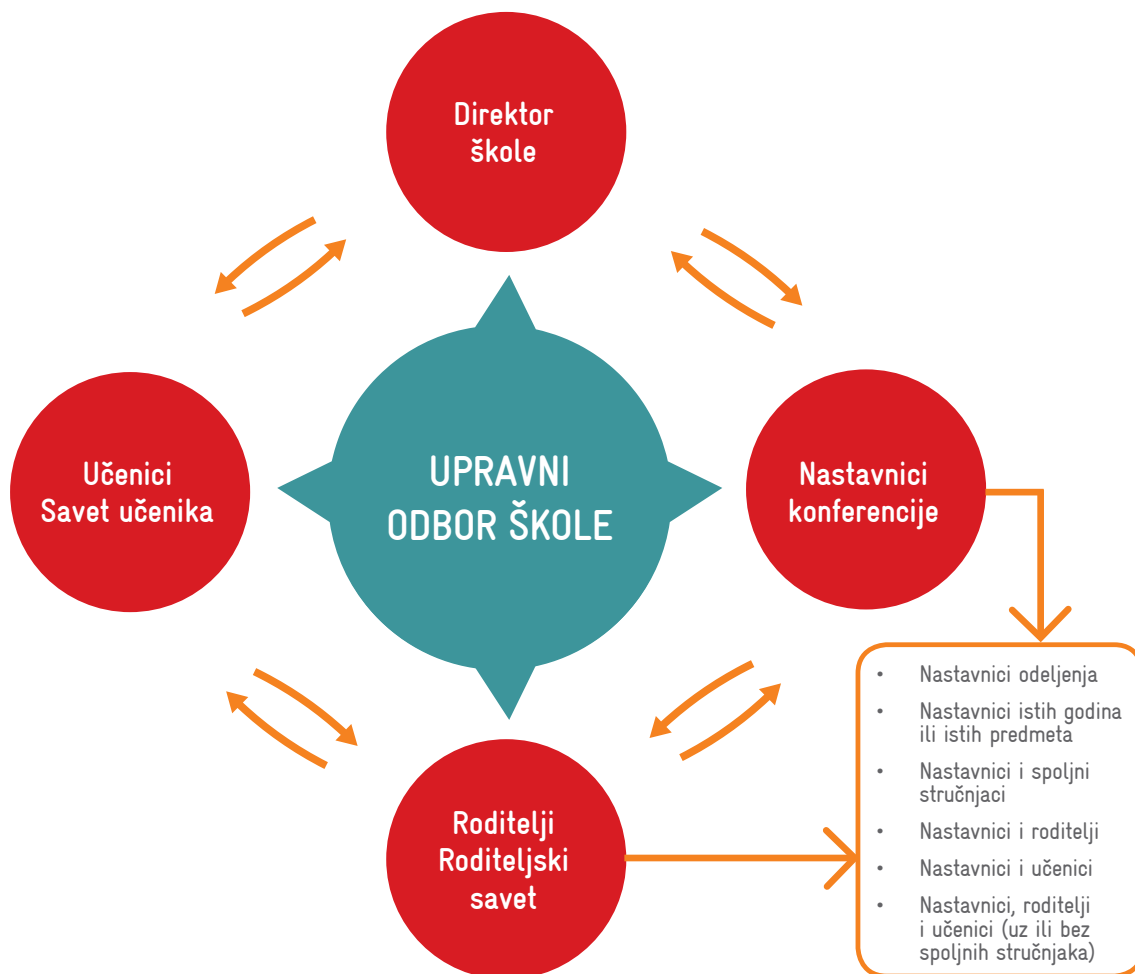 Direktor
škole
Učenici
Savet učenika
UPRAVNI
ODBOR ŠKOLE
Nastavnici
konferencije
Roditelji
Roditeljski
savet
• Nastavnici odeljenja
• Nastavnici istih godina
ili istih predmeta
• Nastavnici i spoljni
stručnjaci
• Nastavnici i roditelji
• Nastavnici i učenici
• Nastavnici, roditelji
i učenici (uz ili bez
spoljnih stručnjaka)